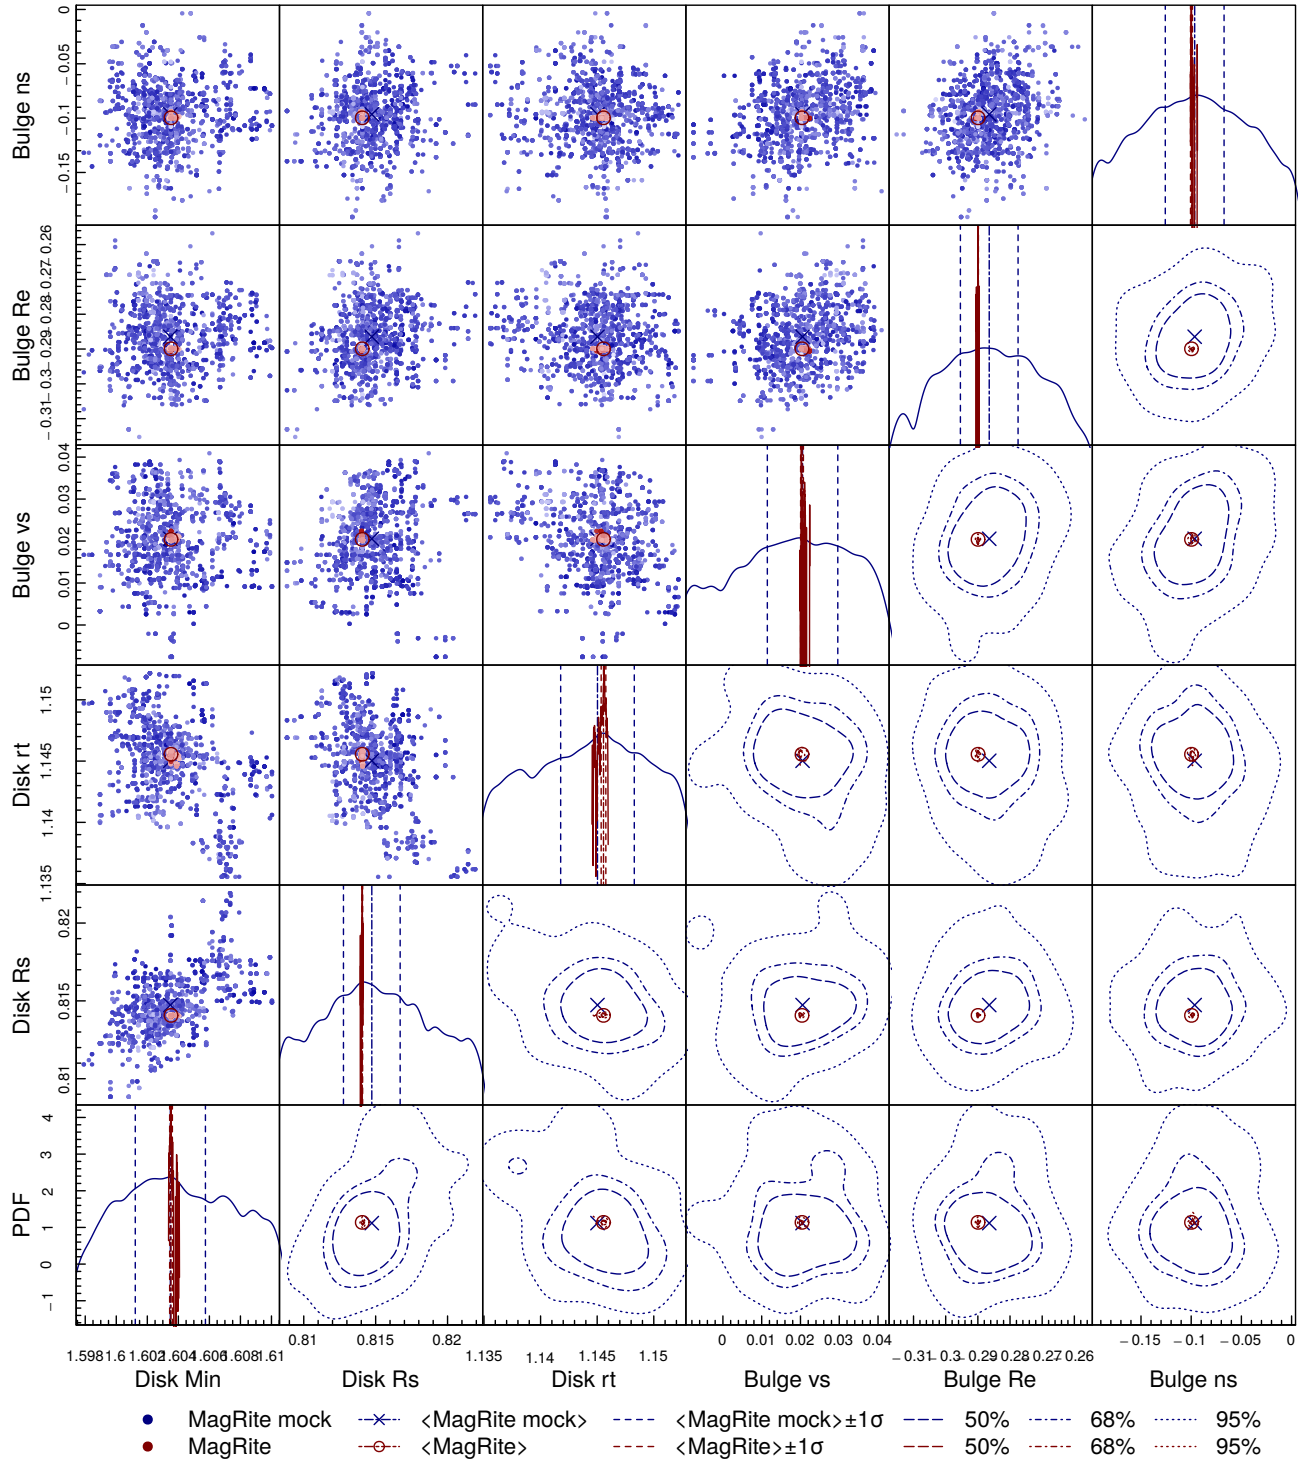 Bulge ns
0
−0.05
−0.1
−0.15
Bulge Re
−0.31 −0.3 −0.29 −0.28 −0.27 −0.26
Bulge vs
0.04
0.03
0.02
0.01
0
Disk rt
1.15
1.145
1.14
1.135
Disk Rs
0.82
0.815
0.81
PDF
4
3
2
1
0
−1
1.598 1.6 1.602 1.604 1.606 1.608 1.61
0.81 0.815 0.82
1.135 1.14 1.145 1.15
0 0.01 0.02 0.03 0.04
−0.31 −0.3 −0.29 −0.28 −0.27 −0.26
−0.15 −0.1 −0.05 0
Disk Min Disk Rs Disk rt Bulge vs Bulge Re Bulge ns
MagRite mock <MagRite mock> <MagRite mock>±1σ 50% 68% 95%
MagRite <MagRite> <MagRite>±1σ 50% 68% 95%